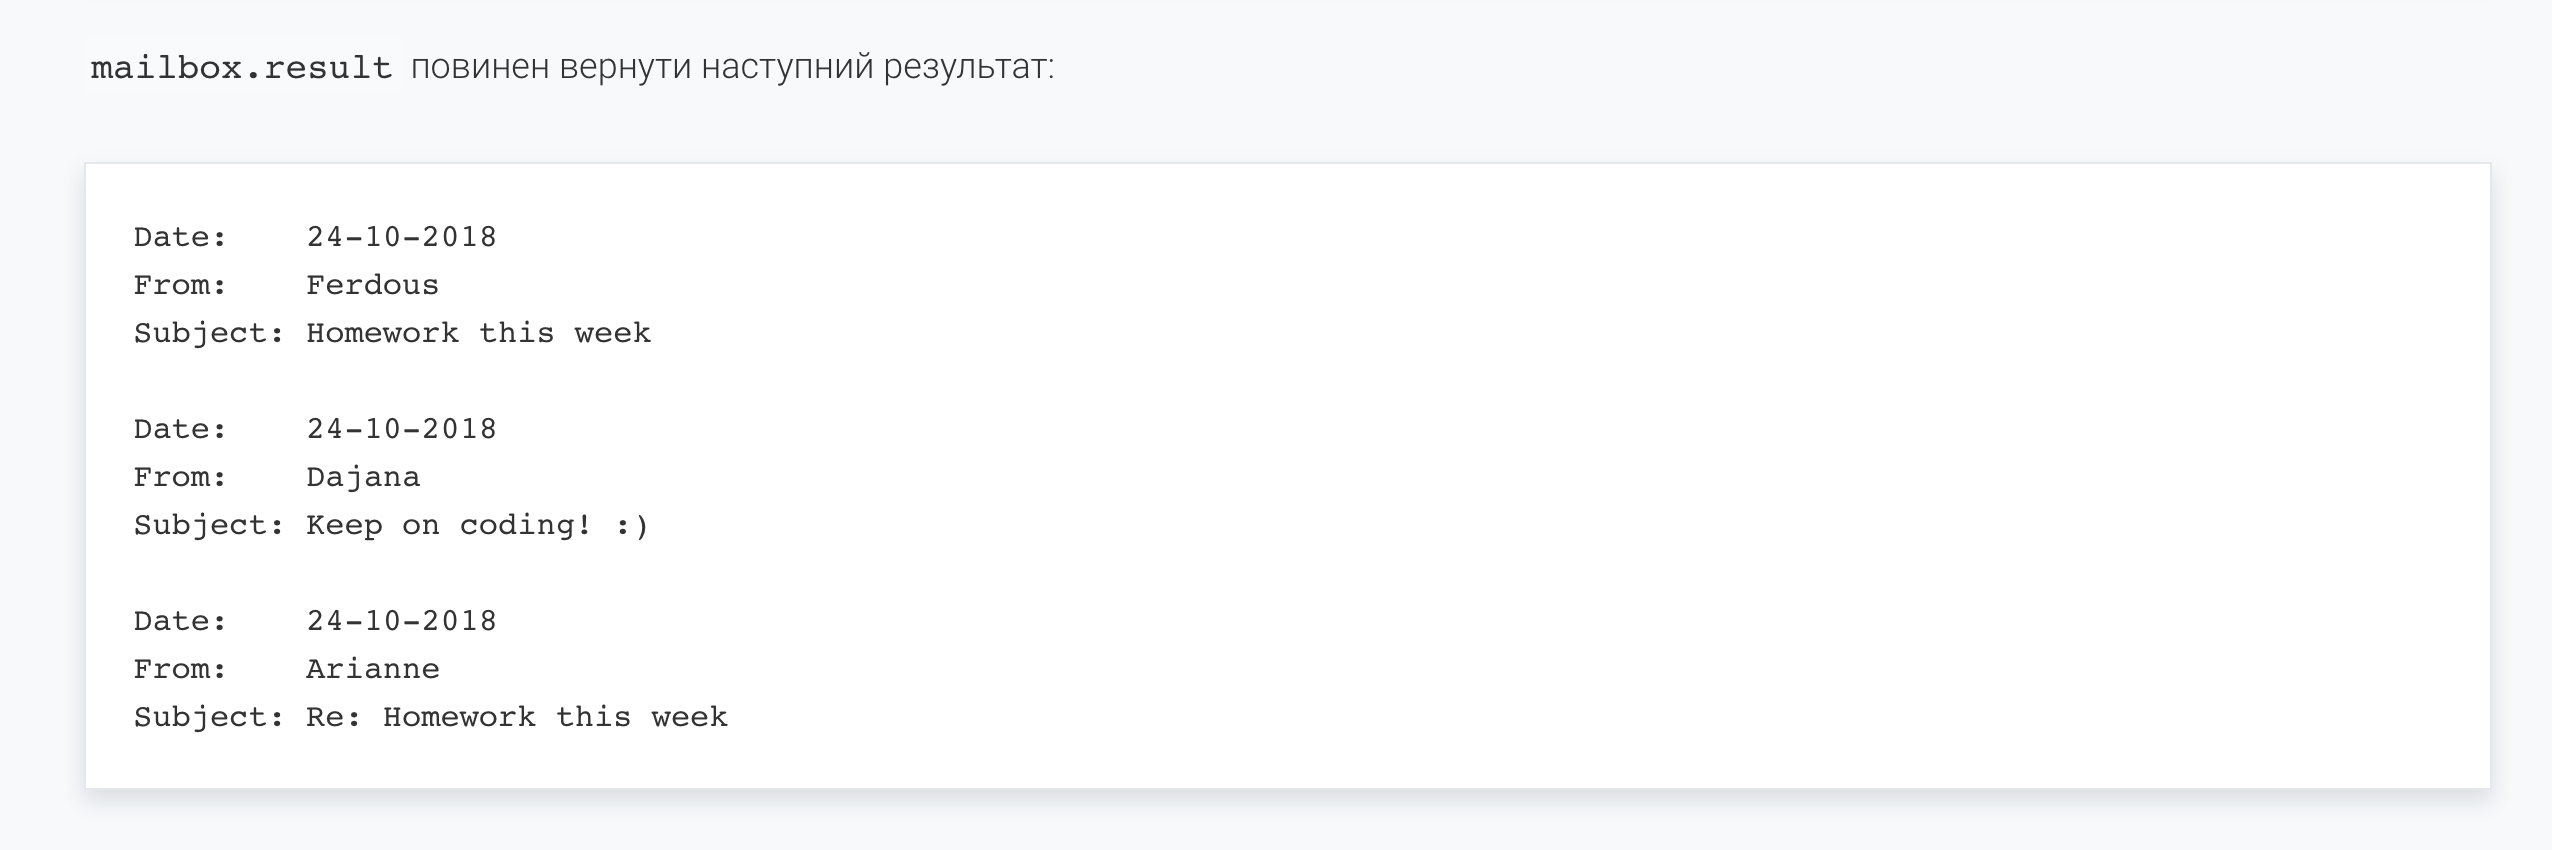 mailbox.result повинен вернути наступний результат:
Date:    24-10-2018
From:    Ferdous
Subject: Homework this week
Date:    24-10-2018
From:    Dajana
Subject: Keep on coding! :)
Date:    24-10-2018
From:    Arianne
Subject: Re: Homework this week